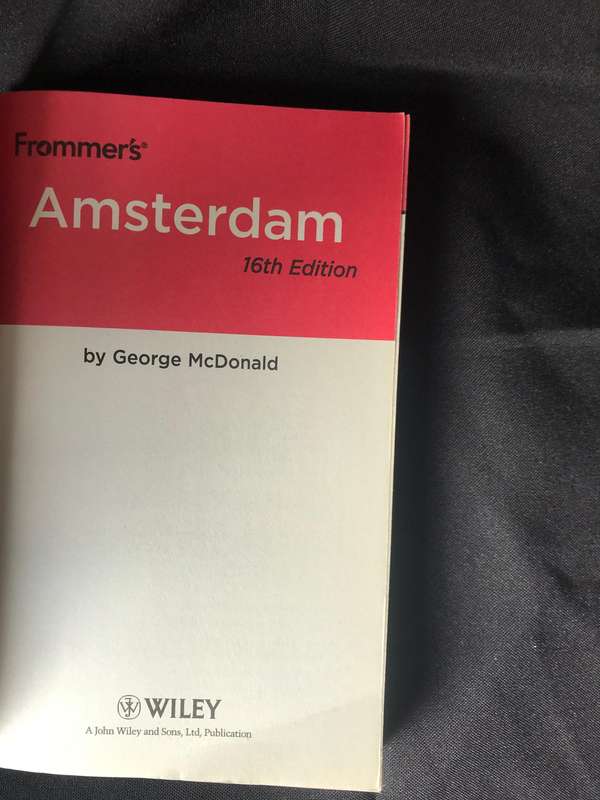 Frommer's®
Amsterdam
16th Edition
by George McDonald
WILEY
A John Wiley and Sons, Ltd, Publication